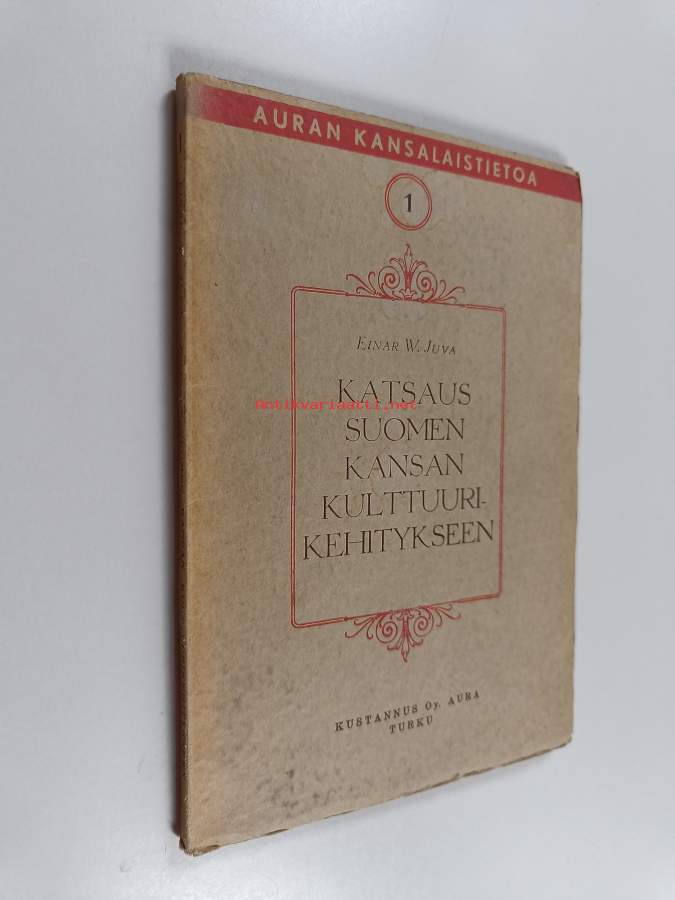 AURAN KANSALAISTIETOA
1
EINAR W. JUVA
KATSAUS
Antikvariaatti.net
SUOMEN
KANSAN
KULTTUURI-
KEHITYKSEEN
KUSTANNUS Oy. AURA
TURKU